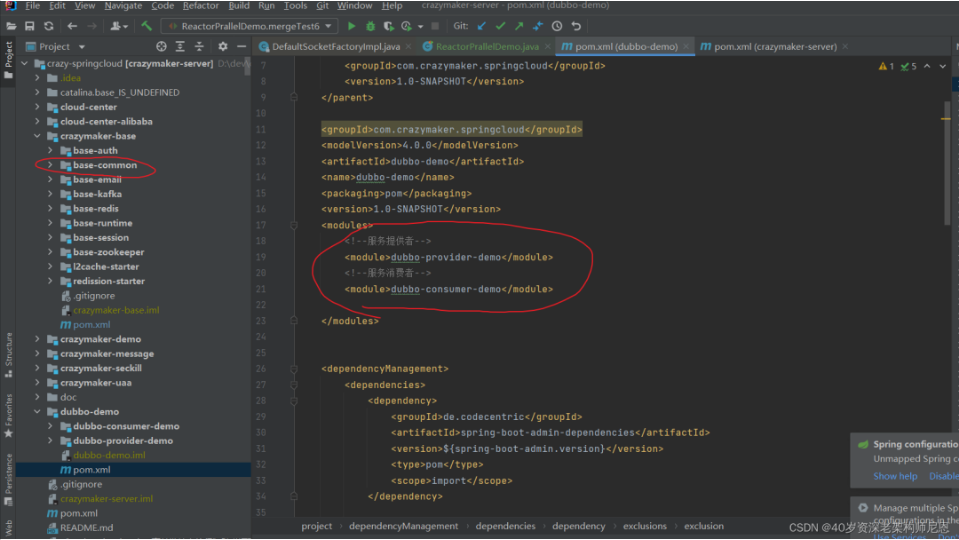 File Edit View Navigate Code Refactor Build Run Tools Git Window Help crazymaker-server - pom.xml (dubbo-demo)
ReactorPrallelDemo.mergeTest6 Git:
Project
DefaultSocketFactoryImpl.java ReactorPrallelDemo.java pom.xml (dubbo-demo) pom.xml (crazymaker-server)
Project
Structure
Favorites
Persistence
Web
crazy-springcloud [crazymaker-server]
.idea
catalina.base_IS_UNDEFINED
cloud-center
cloud-center-alibaba
crazymaker-base
base-auth
base-common
base-email
base-kafka
base-redis
base-runtime
base-session
base-zookeeper
l2cache-starter
redission-starter
.gitignore
crazymaker-base.iml
pom.xml
crazymaker-demo
crazymaker-message
crazymaker-seckill
crazymaker-uaa
doc
dubbo-demo
dubbo-consumer-demo
dubbo-provider-demo
dubbo-demo.iml
pom.xml
.gitignore
crazymaker-server.iml
pom.xml
README.md
1 5
7 <groupId>com.crazymaker.springcloud</groupId>
8 <version>1.0-SNAPSHOT</version>
9 </parent>
10
11 <groupId>com.crazymaker.springcloud</groupId>
12 <modelVersion>4.0.0</modelVersion>
13 <artifactId>dubbo-demo</artifactId>
14 <name>dubbo-demo</name>
15 <packaging>pom</packaging>
16 <version>1.0-SNAPSHOT</version>
17 <modules>
18 <!--服务提供者-->
19 <module>dubbo-provider-demo</module>
20 <!--服务消费者-->
21 <module>dubbo-consumer-demo</module>
22
23 </modules>
24
25
26 <dependencyManagement>
27 <dependencies>
28 <dependency>
29 <groupId>de.codecentric</groupId>
30 <artifactId>spring-boot-admin-dependencies</artifactId>
31 <version>${spring-boot-admin.version}</version>
32 <type>pom</type>
33 <scope>import</scope>
34 </dependency>
project dependencyManagement dependencies dependency exclusions exclusion
Spring configuratio
Unmapped Spring c
Show help Disable
Manage multiple Sp
configurations in the
Use Services
CSDN @40岁资深老架构师尼恩